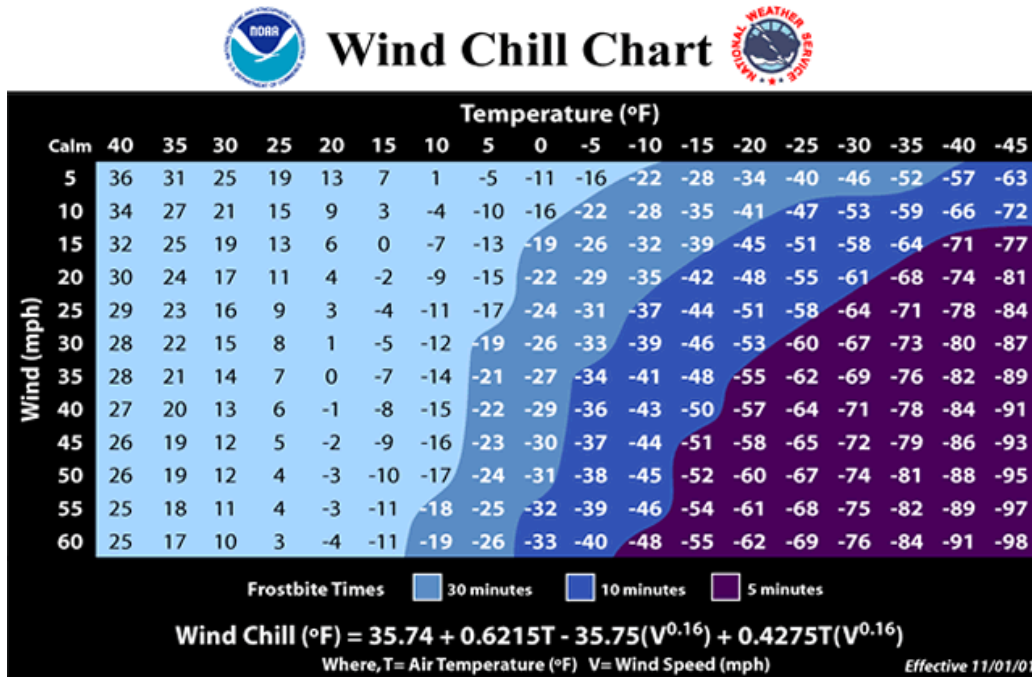 NOAA
Wind Chill Chart
NATIONAL WEATHER SERVICE
Temperature (ºF)
Calm 40 35 30 25 20 15 10 5 0 -5 -10 -15 -20 -25 -30 -35 -40 -45
5 36 31 25 19 13 7 1 -5 -11 -16 -22 -28 -34 -40 -46 -52 -57 -63
10 34 27 21 15 9 3 -4 -10 -16 -22 -28 -35 -41 -47 -53 -59 -66 -72
15 32 25 19 13 6 0 -7 -13 -19 -26 -32 -39 -45 -51 -58 -64 -71 -77
20 30 24 17 11 4 -2 -9 -15 -22 -29 -35 -42 -48 -55 -61 -68 -74 -81
25 29 23 16 9 3 -4 -11 -17 -24 -31 -37 -44 -51 -58 -64 -71 -78 -84
30 28 22 15 8 1 -5 -12 -19 -26 -33 -39 -46 -53 -60 -67 -73 -80 -87
35 28 21 14 7 0 -7 -14 -21 -27 -34 -41 -48 -55 -62 -69 -76 -82 -89
40 27 20 13 6 -1 -8 -15 -22 -29 -36 -43 -50 -57 -64 -71 -78 -84 -91
45 26 19 12 5 -2 -9 -16 -23 -30 -37 -44 -51 -58 -65 -72 -79 -86 -93
50 26 19 12 4 -3 -10 -17 -24 -31 -38 -45 -52 -60 -67 -74 -81 -88 -95
55 25 18 11 4 -3 -11 -18 -25 -32 -39 -46 -54 -61 -68 -75 -82 -89 -97
60 25 17 10 3 -4 -11 -19 -26 -33 -40 -48 -55 -62 -69 -76 -84 -91 -98
Wind (mph)
Frostbite Times 30 minutes 10 minutes 5 minutes
Wind Chill (ºF) = 35.74 + 0.6215T - 35.75(V^0.16) + 0.4275T(V^0.16)
Where, T= Air Temperature (ºF) V= Wind Speed (mph)
Effective 11/01/01